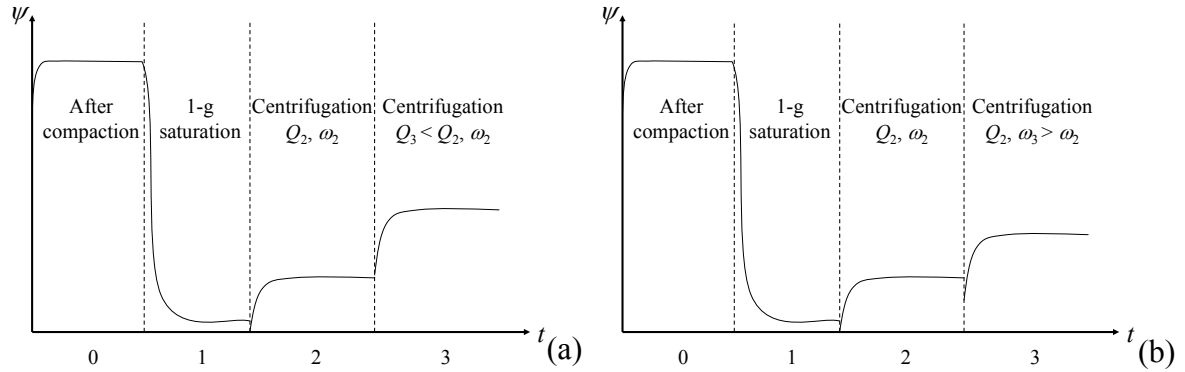 ψ
After
compaction
1-g
saturation
Centrifugation
Q₂, ω₂
Centrifugation
Q₃ < Q₂, ω₂
t
0
1
2
3
(a)
ψ
After
compaction
1-g
saturation
Centrifugation
Q₂, ω₂
Centrifugation
Q₂, ω₃ > ω₂
t
0
1
2
3
(b)